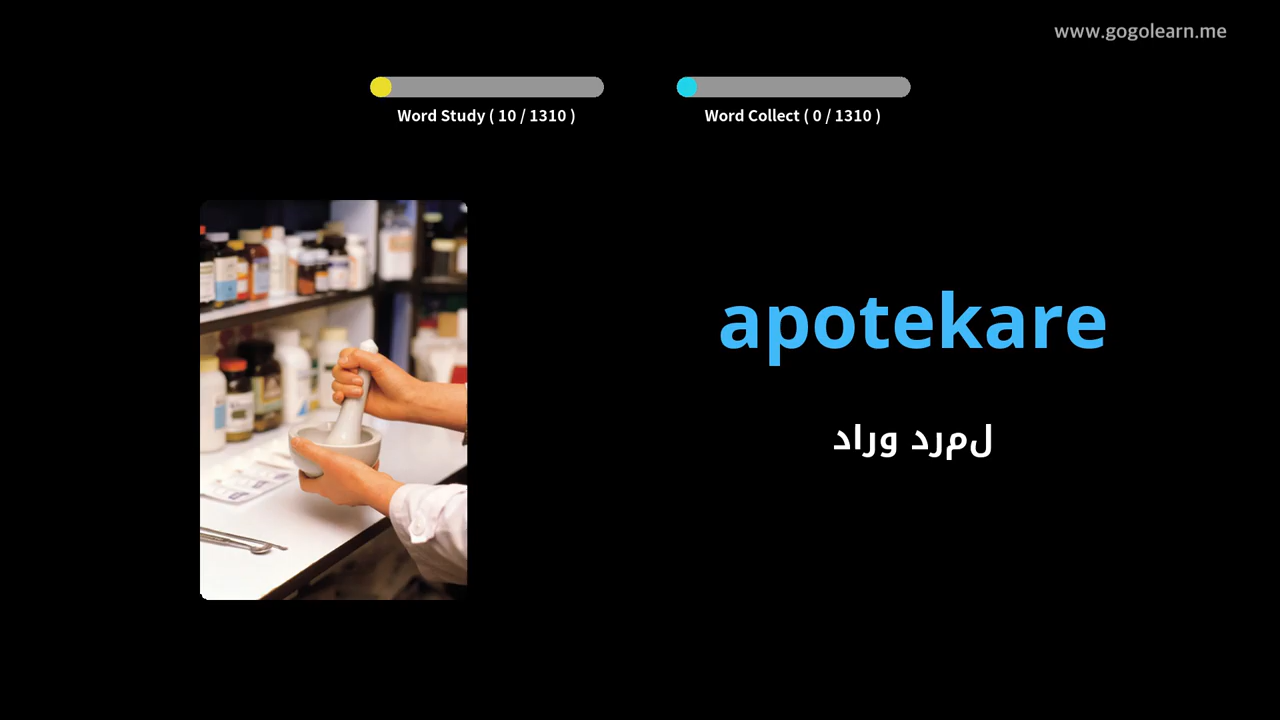 www.gogolearn.me
Word Study ( 10 / 1310 )
Word Collect ( 0 / 1310 )
apotekare
لمرد وراد